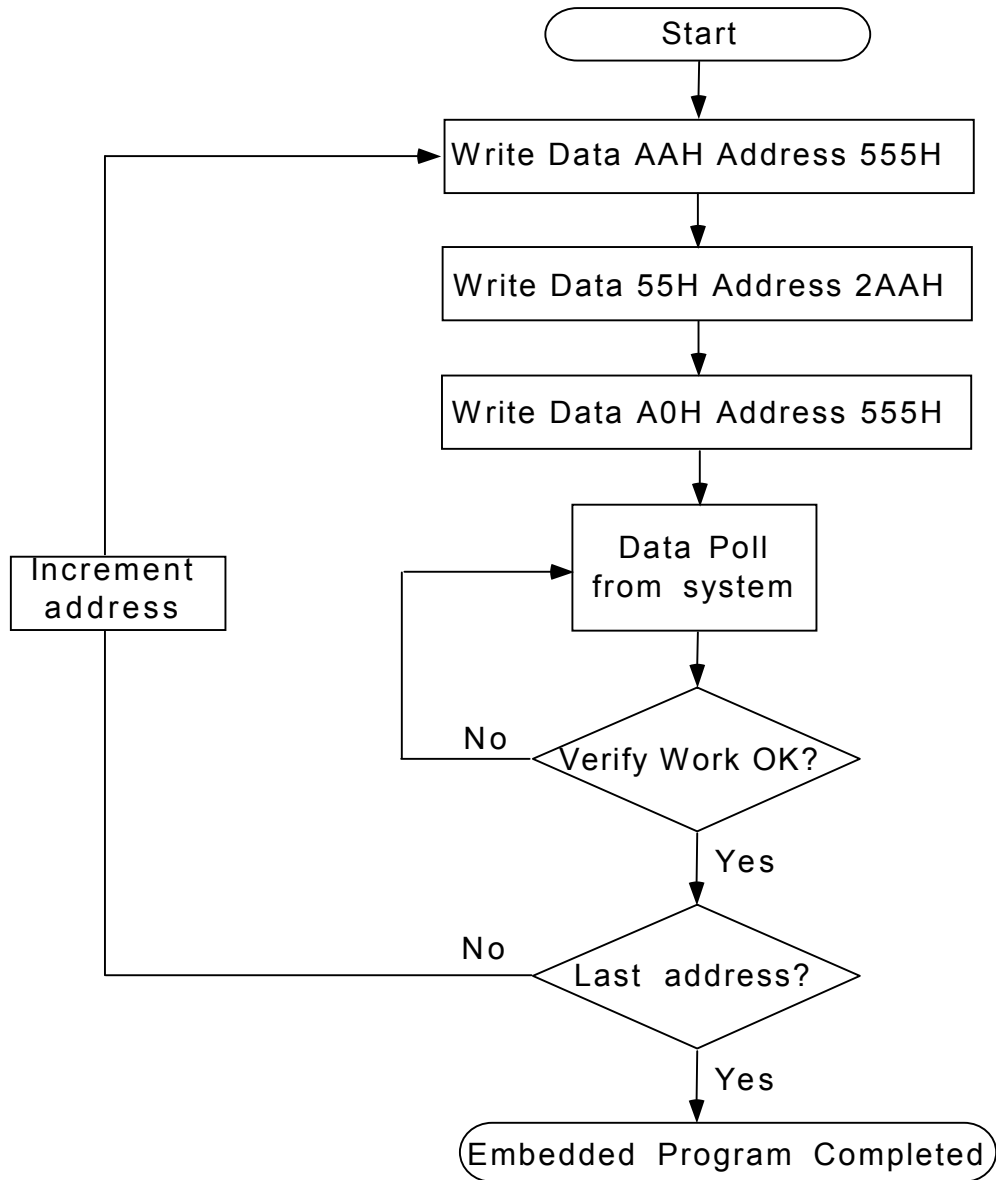 Start
Write Data AAH Address 555H
Write Data 55H Address 2AAH
Write Data A0H Address 555H
Data Poll
from system
Increment
address
No
Verify Work OK?
Yes
No
Last address?
Yes
Embedded Program Completed